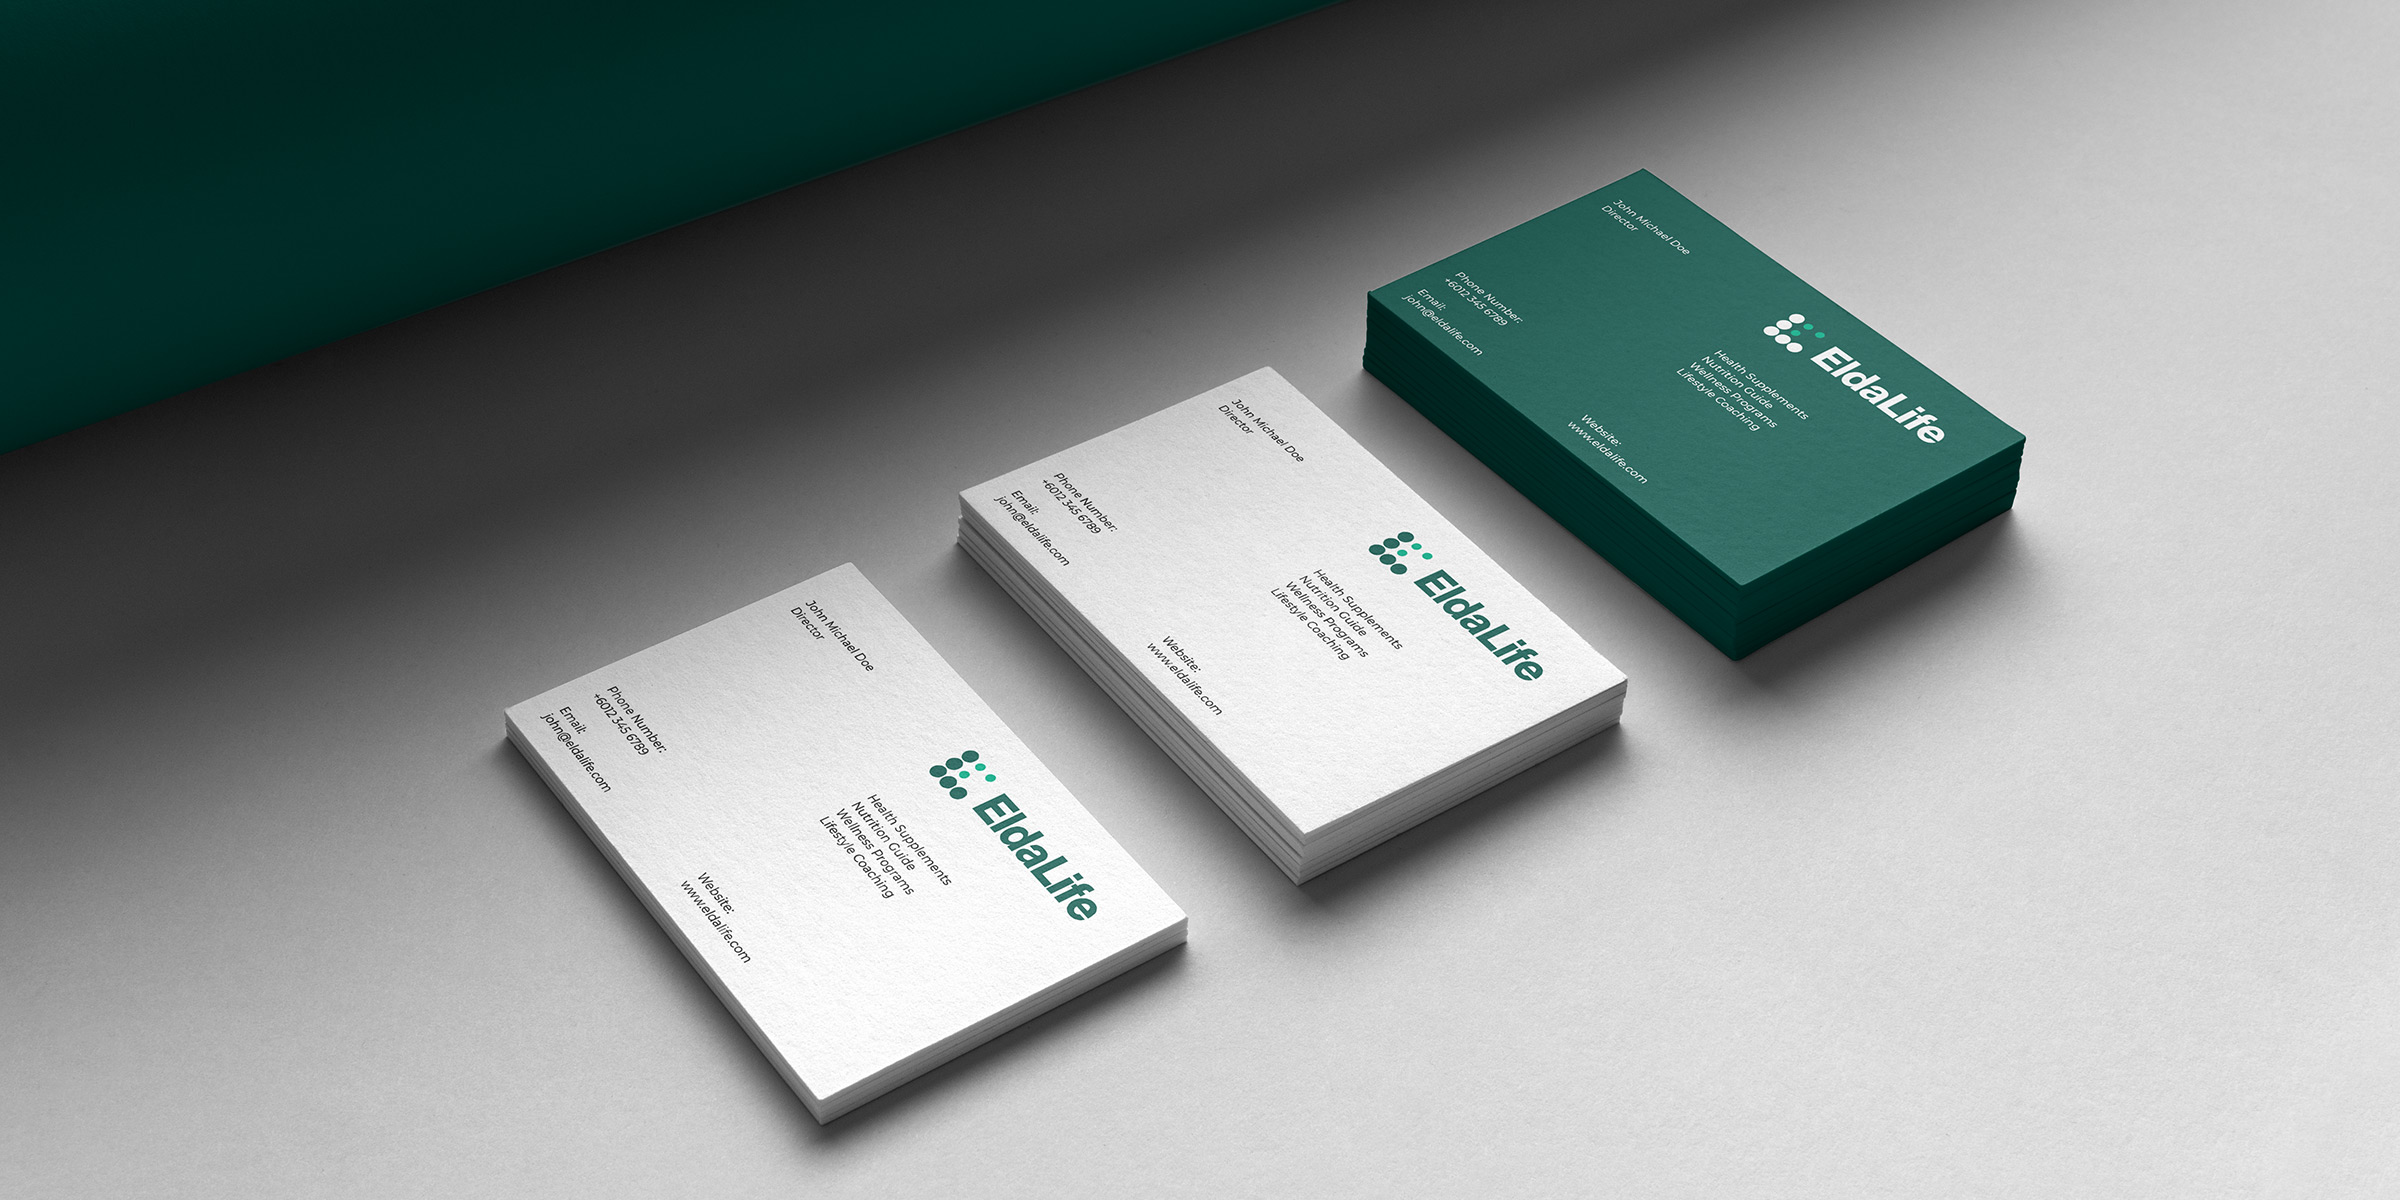 John Michael Doe
Director
Phone Number:
+6012 345 6789
Email:
john@eldalife.com
EldaLife
Health Supplements
Nutrition Guide
Wellness Programs
Lifestyle Coaching
Website:
www.eldalife.com
John Michael Doe
Director
Phone Number:
+6012 345 6789
Email:
john@eldalife.com
EldaLife
Health Supplements
Nutrition Guide
Wellness Programs
Lifestyle Coaching
Website:
www.eldalife.com
John Michael Doe
Director
Phone Number:
+6012 345 6789
Email:
john@eldalife.com
EldaLife
Health Supplements
Nutrition Guide
Wellness Programs
Lifestyle Coaching
Website:
www.eldalife.com